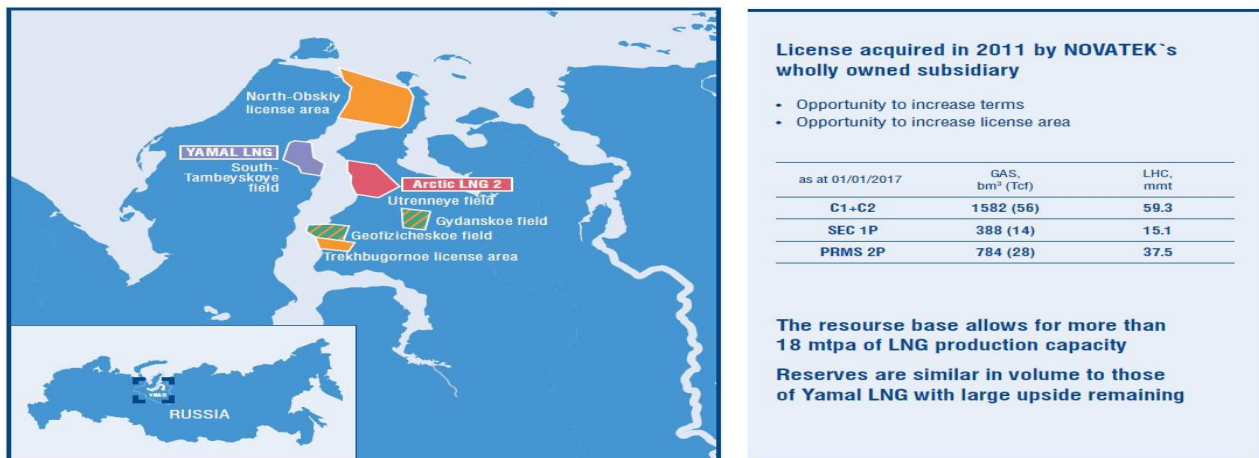 North-Obskiy
license area
YAMAL LNG
South-
Tambeyskoye
field
Arctic LNG 2
Utrenneye field
Gydanskoe field
Geofizicheskoe field
Trekhbugornoe license area
RUSSIA
License acquired in 2011 by NOVATEK`s
wholly owned subsidiary
• Opportunity to increase terms
• Opportunity to increase license area
as at 01/01/2017 GAS, bm³ (Tcf) LHC, mmt
C1+C2 1582 (56) 59.3
SEC 1P 388 (14) 15.1
PRMS 2P 784 (28) 37.5
The resourse base allows for more than
18 mtpa of LNG production capacity
Reserves are similar in volume to those
of Yamal LNG with large upside remaining